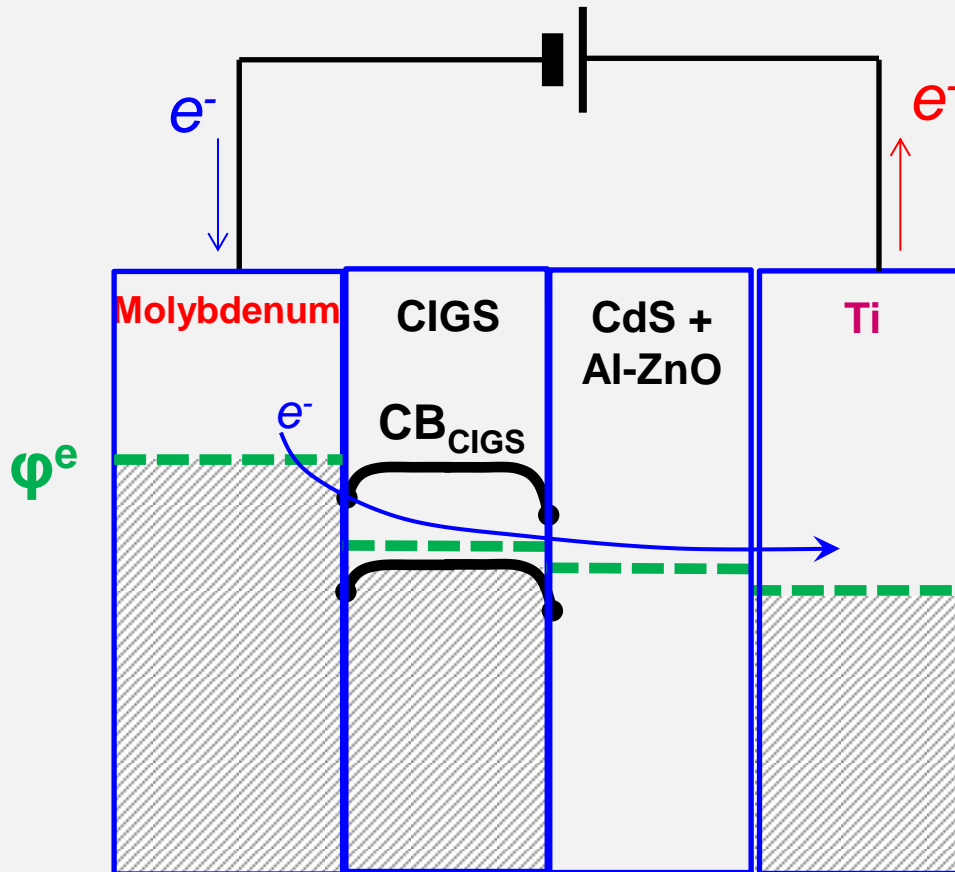 e-
e-
Molybdenum
CIGS
CdS +
Al-ZnO
Ti
e-
CBCIGS
φe